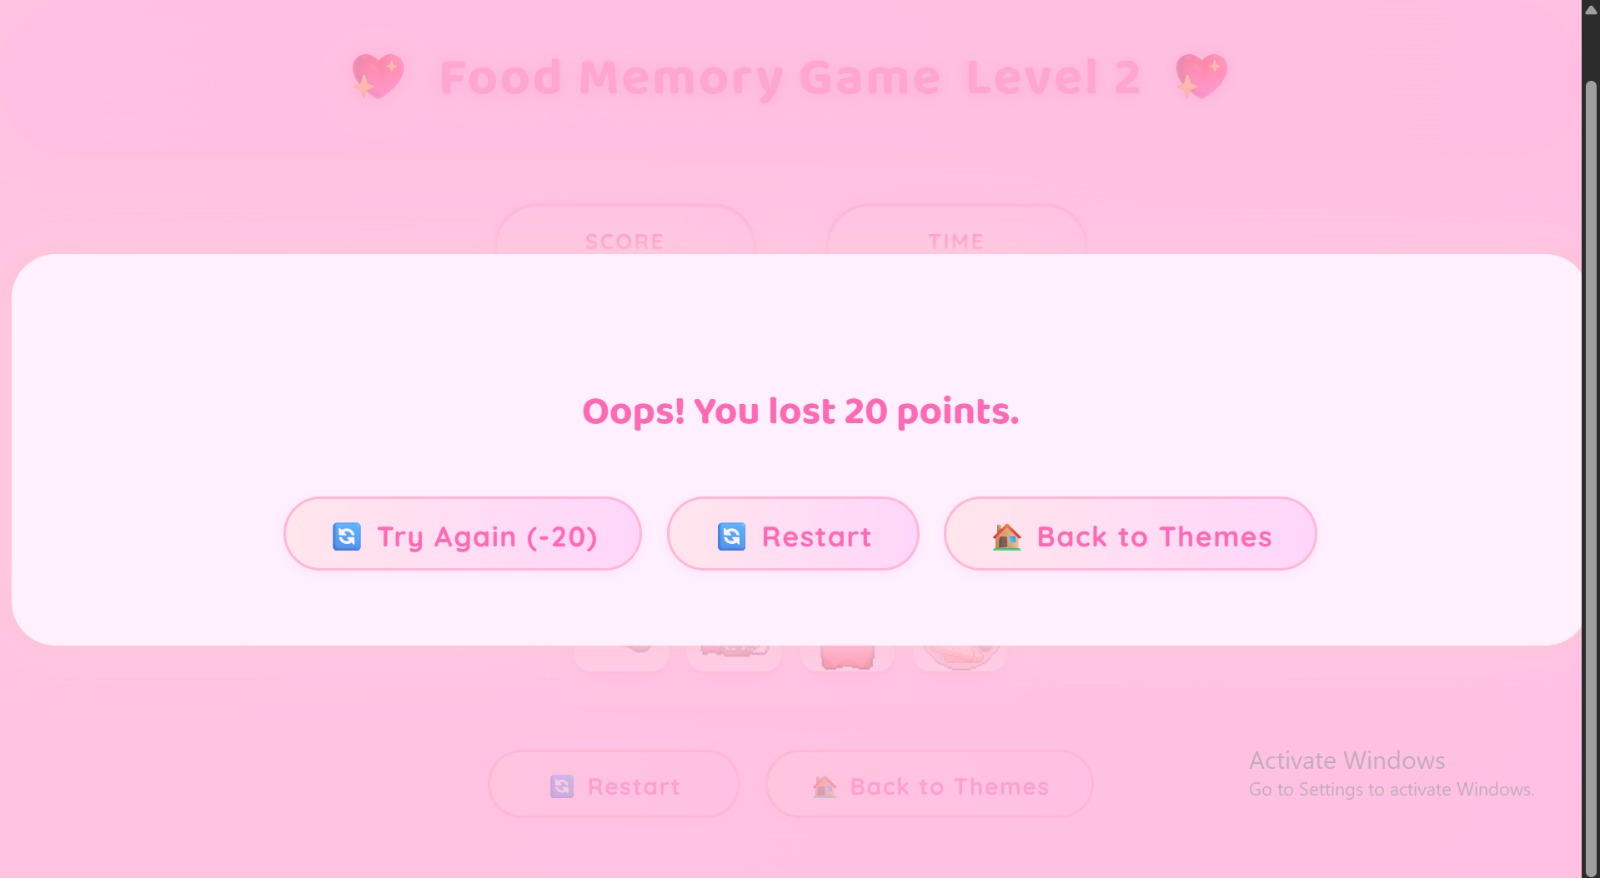 Food Memory Game Level 2
SCORE
TIME
Oops! You lost 20 points.
Try Again (-20)
Restart
Back to Themes
Restart
Back to Themes
Activate Windows
Go to Settings to activate Windows.